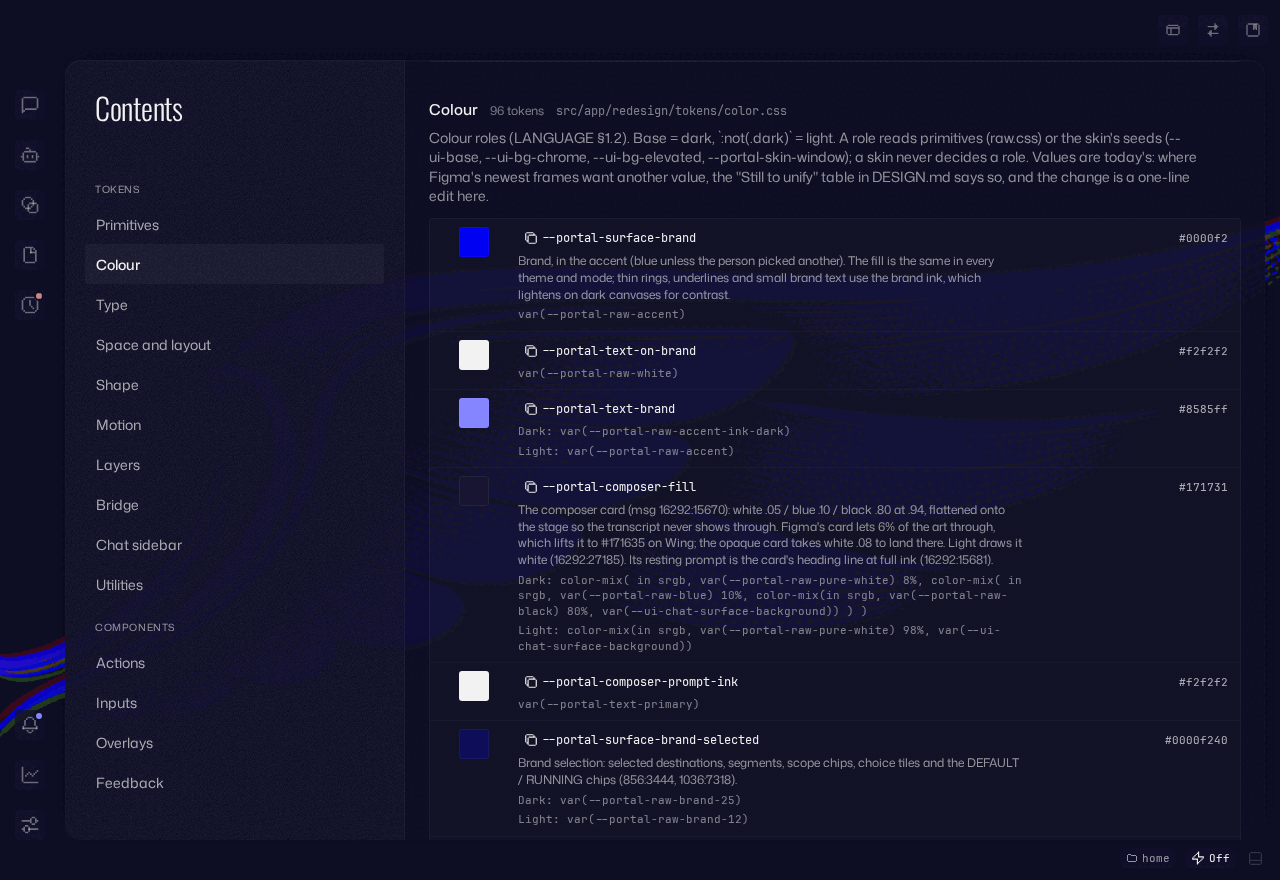 Contents
TOKENS
Primitives
Colour
Type
Space and layout
Shape
Motion
Layers
Bridge
Chat sidebar
Utilities
COMPONENTS
Actions
Inputs
Overlays
Feedback
Colour 96 tokens src/app/redesign/tokens/color.css
Colour roles (LANGUAGE §1.2). Base = dark, `:not(.dark)` = light. A role reads primitives (raw.css) or the skin's seeds (--
ui-base, --ui-bg-chrome, --ui-bg-elevated, --portal-skin-window); a skin never decides a role. Values are today's: where
Figma's newest frames want another value, the "Still to unify" table in DESIGN.md says so, and the change is a one-line
edit here.
--portal-surface-brand #0000f2
Brand, in the accent (blue unless the person picked another). The fill is the same in every
theme and mode; thin rings, underlines and small brand text use the brand ink, which
lightens on dark canvases for contrast.
var(--portal-raw-accent)
--portal-text-on-brand #f2f2f2
var(--portal-raw-white)
--portal-text-brand #8585ff
Dark: var(--portal-raw-accent-ink-dark)
Light: var(--portal-raw-accent)
--portal-composer-fill #171731
The composer card (msg 16292:15670): white .05 / blue .10 / black .80 at .94, flattened onto
the stage so the transcript never shows through. Figma's card lets 6% of the art through,
which lifts it to #171635 on Wing; the opaque card takes white .08 to land there. Light draws it
white (16292:27185). Its resting prompt is the card's heading line at full ink (16292:15681).
Dark: color-mix( in srgb, var(--portal-raw-pure-white) 8%, color-mix( in
srgb, var(--portal-raw-blue) 10%, color-mix(in srgb, var(--portal-raw-
black) 80%, var(--ui-chat-surface-background)) ) )
Light: color-mix(in srgb, var(--portal-raw-pure-white) 98%, var(--ui-
chat-surface-background))
--portal-composer-prompt-ink #f2f2f2
var(--portal-text-primary)
--portal-surface-brand-selected #0000f240
Brand selection: selected destinations, segments, scope chips, choice tiles and the DEFAULT
/ RUNNING chips (856:3444, 1036:7318).
Dark: var(--portal-raw-brand-25)
Light: var(--portal-raw-brand-12)
home Off